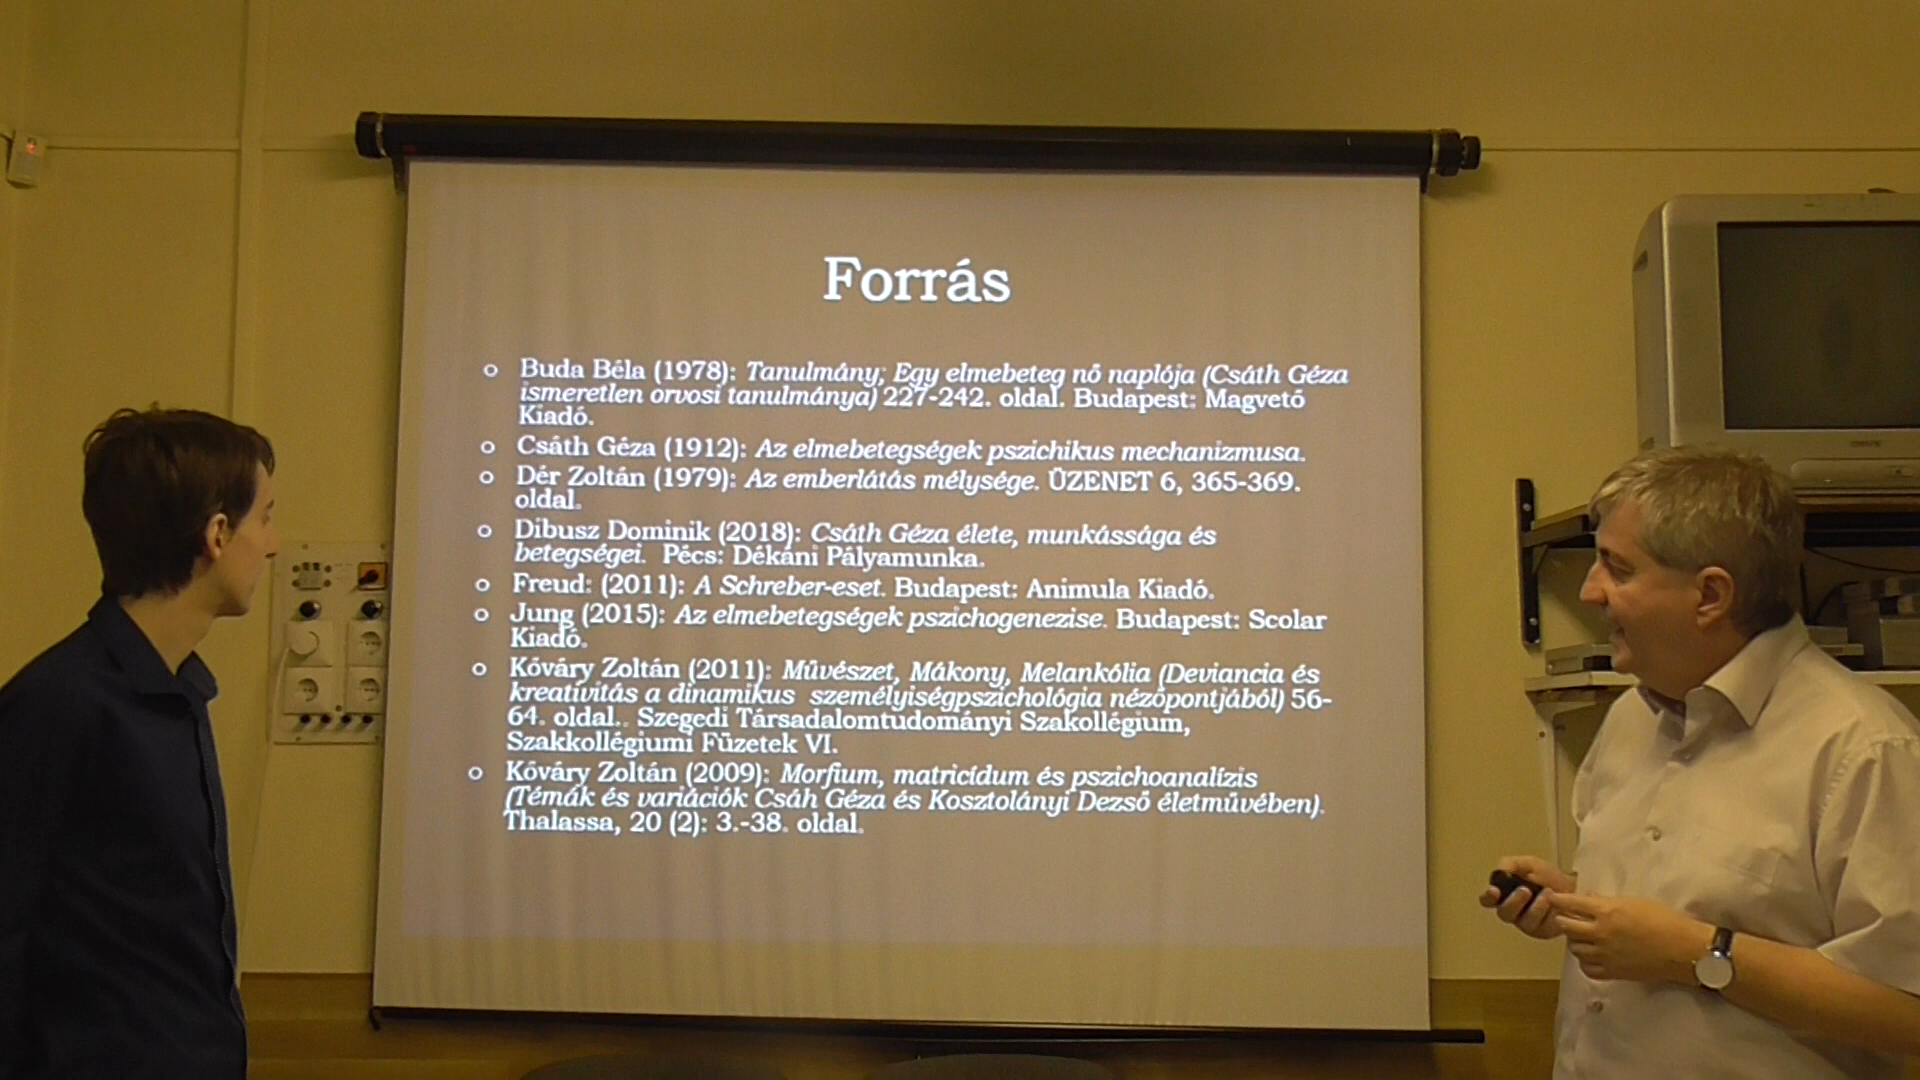 Forrás
Buda Béla (1978): Tanulmány; Egy elmebeteg nő naplója (Csáth Géza
ismeretlen orvosi tanulmánya) 227-242. oldal. Budapest: Magvető
Kiadó.
Csáth Géza (1912): Az elmebetegségek pszichikus mechanizmusa.
Dér Zoltán (1979): Az emberlátás mélysége. ÜZENET 6, 365-369.
oldal.
Dibusz Dominik (2018): Csáth Géza élete, munkássága és
betegségei. Pécs: Dékáni Pályamunka.
Freud: (2011): A Schreber-eset. Budapest: Animula Kiadó.
Jung (2015): Az elmebetegségek pszichogenezise. Budapest: Scolar
Kiadó.
Kőváry Zoltán (2011): Művészet, Mákony, Melankólia (Deviancia és
kreativitás a dinamikus személyiségpszichológia nézőpontjából) 56-
64. oldal.. Szegedi Társadalomtudományi Szakollégium,
Szakkollégiumi Füzetek VI.
Kőváry Zoltán (2009): Morfium, matricídum és pszichoanalízis
(Témák és variációk Csáh Géza és Kosztolányi Dezső életművében).
Thalassa, 20 (2): 3.-38. oldal.